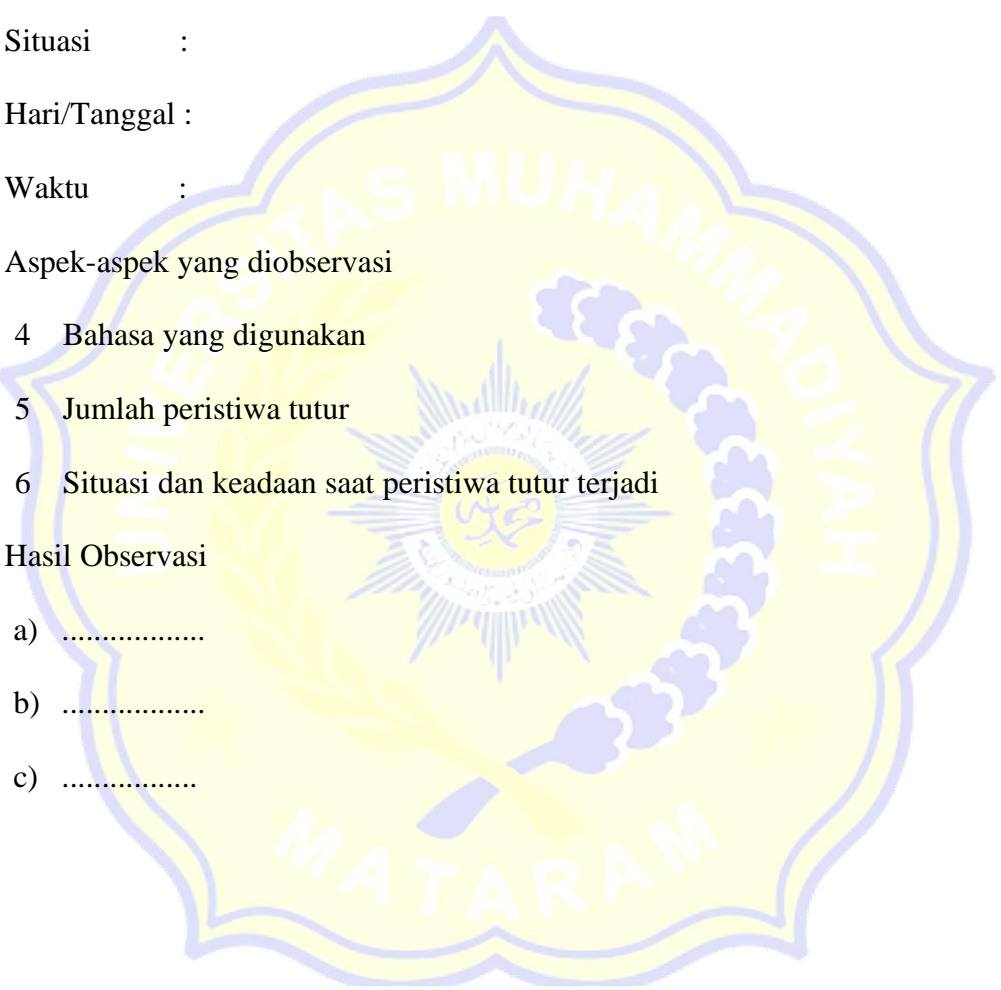 Situasi :
Hari/Tanggal :
Waktu :
Aspek-aspek yang diobservasi
4 Bahasa yang digunakan
5 Jumlah peristiwa tutur
6 Situasi dan keadaan saat peristiwa tutur terjadi
Hasil Observasi
a) ..................
b) ..................
c) .................
UNIVERSITAS MUHAMMADIYAH
MATARAM